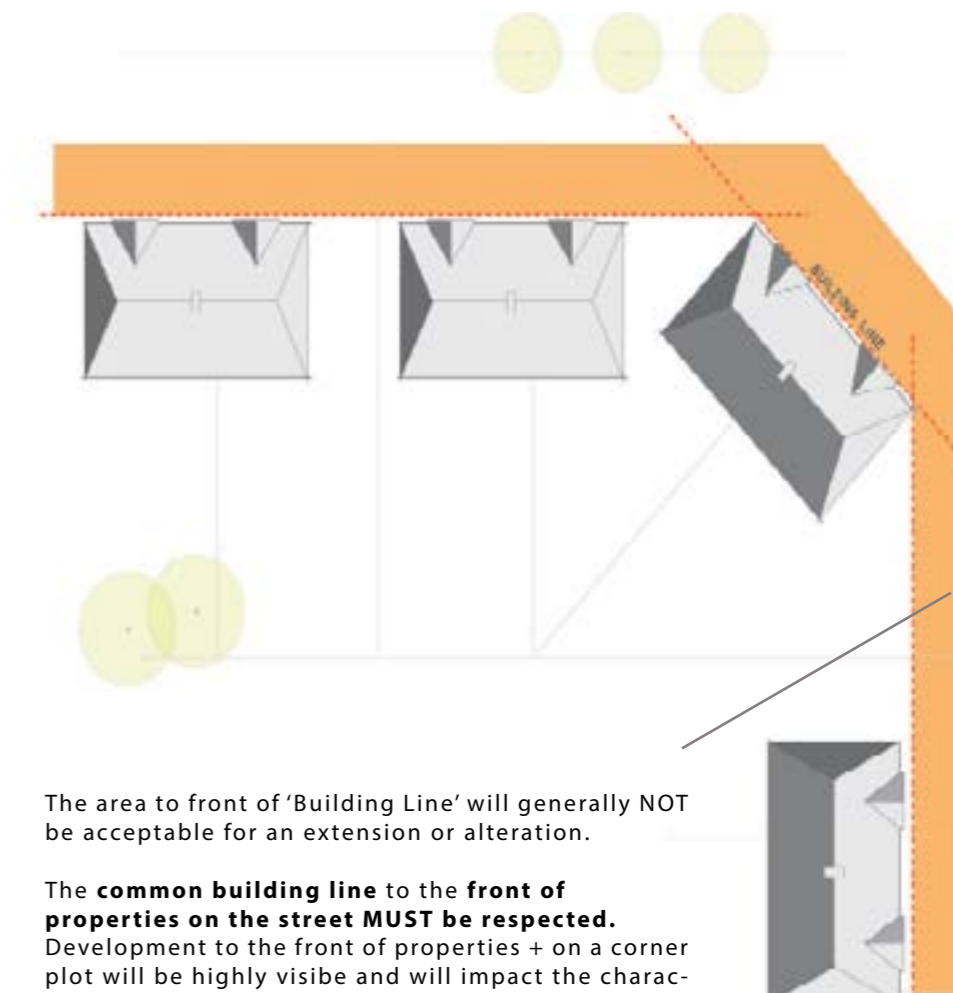 BUILDING LINE
The area to front of ‘Building Line’ will generally NOT
be acceptable for an extension or alteration.
The common building line to the front of
properties on the street MUST be respected.
Development to the front of properties + on a corner
plot will be highly visibe and will impact the charac-